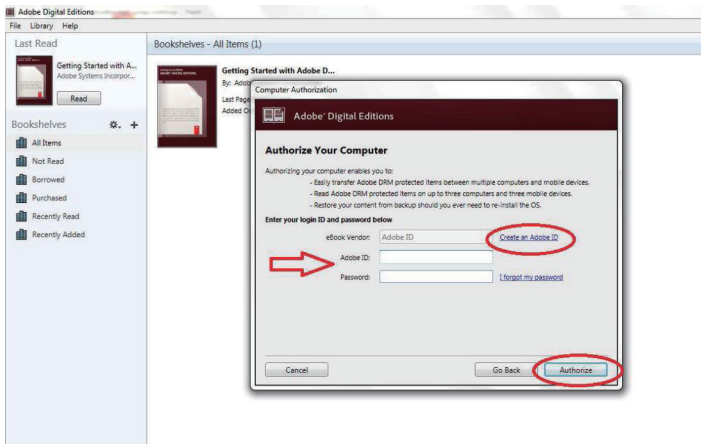 Adobe Digital Editions
File Library Help
Last Read
Getting Started with A...
Adobe Systems Incorpor...
Read
Bookshelves
All Items
Not Read
Borrowed
Purchased
Recently Read
Recently Added
Bookshelves - All Items (1)
Getting Started with Adobe D...
By: Adob
Last Page
Added O
Computer Authorization
Adobe® Digital Editions
Authorize Your Computer
Authorizing your computer enables you to:
- Easily transfer Adobe DRM protected items between multiple computers and mobile devices.
- Read Adobe DRM protected items on up to three computers and three mobile devices.
- Restore your content from backup should you ever need to re-install the OS.
Enter your login ID and password below
eBook Vendor: Adobe ID Create an Adobe ID
Adobe ID:
Password: I forgot my password
Cancel Go Back Authorize